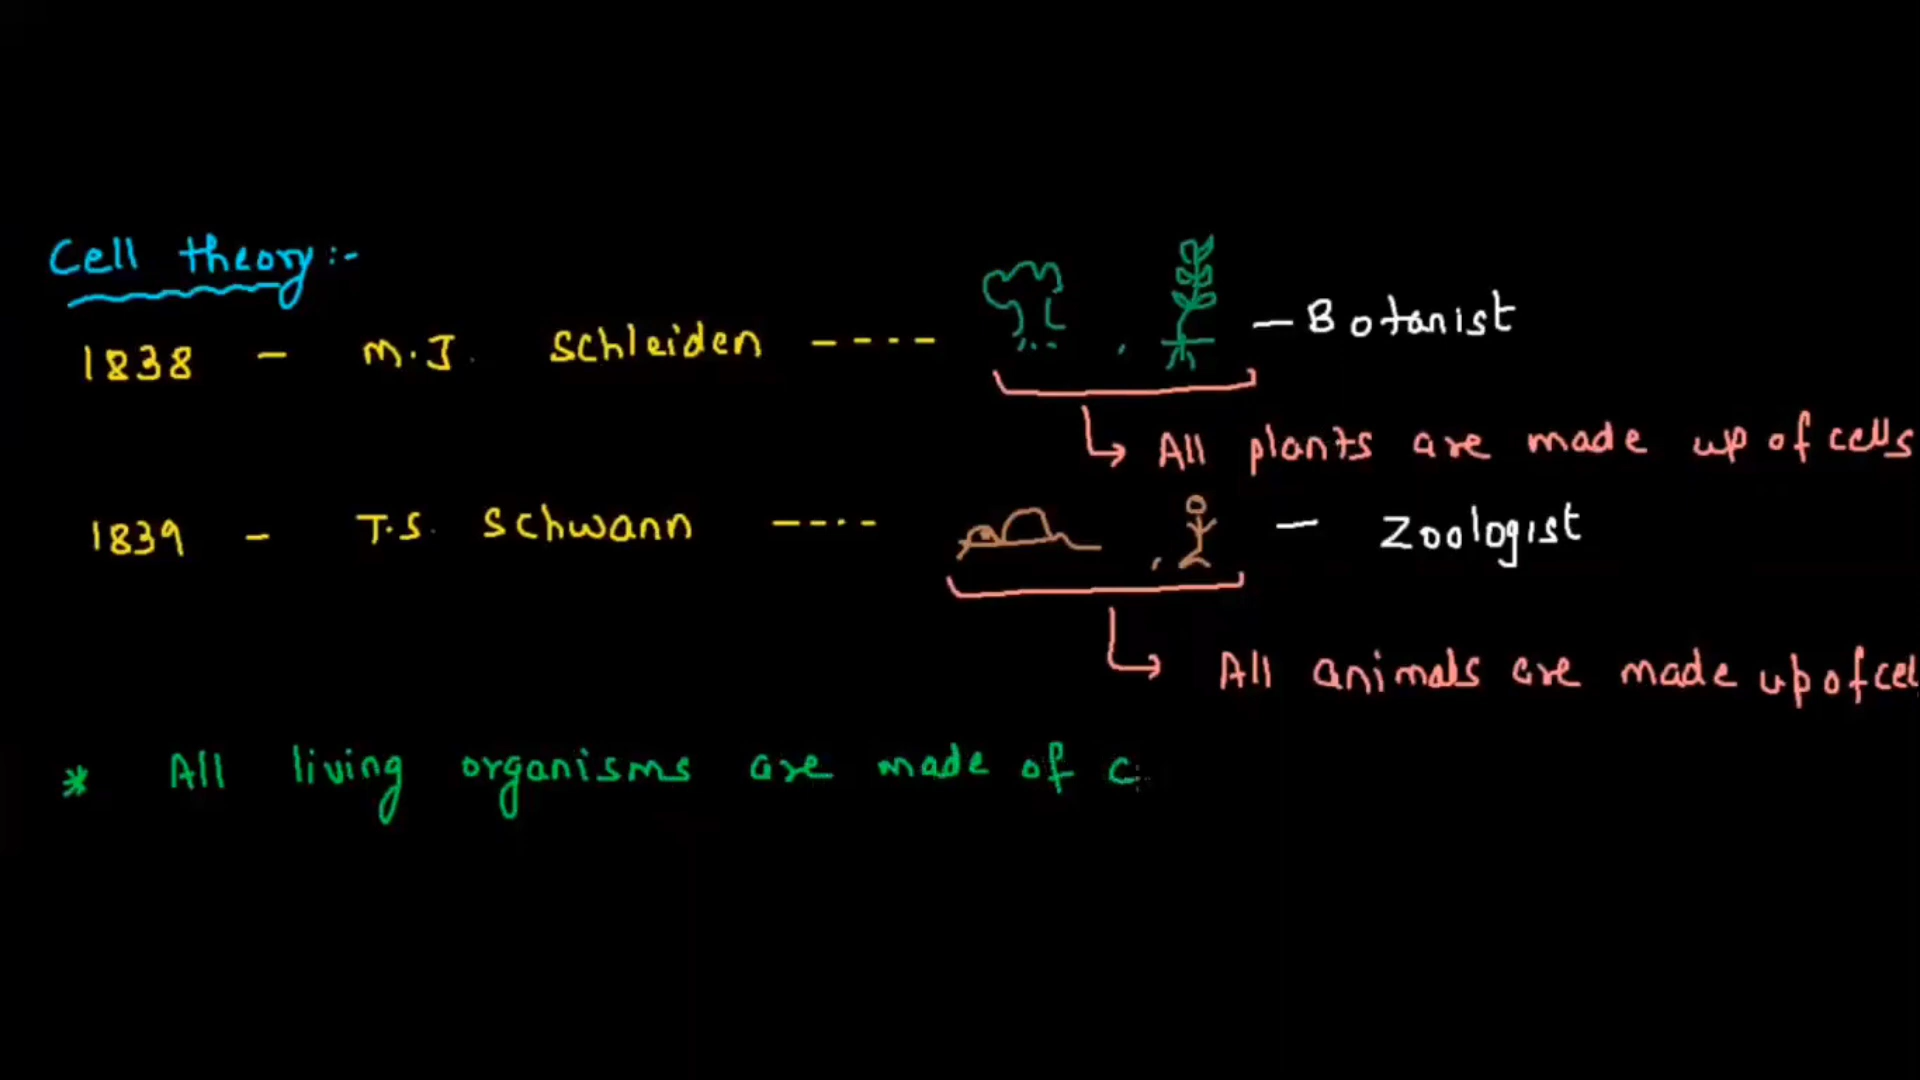 Cell theory:-
1838 - M.J. Schleiden ---- - Botanist
All plants are made up of cells
1839 - T.S. Schwann ---- - Zoologist
All animals are made up of cel
* All living organisms are made of c